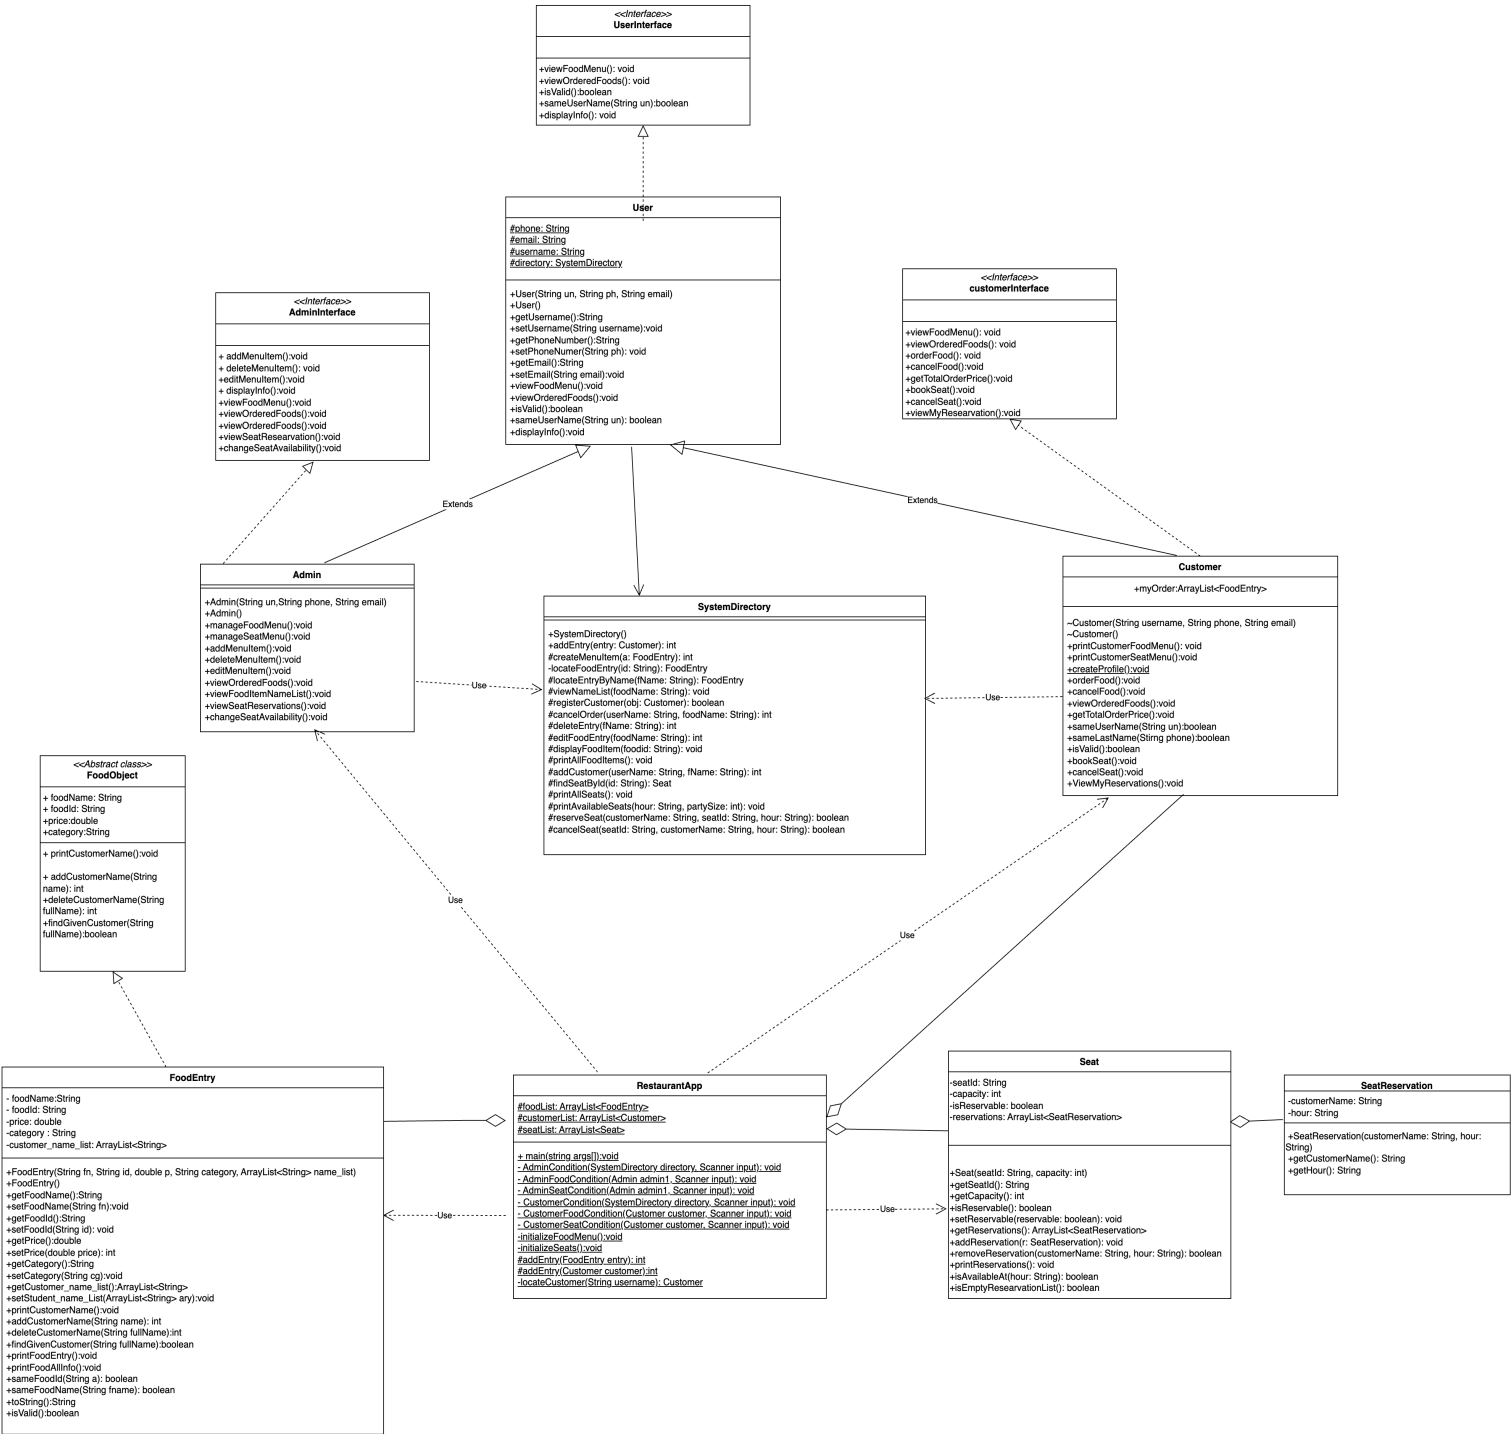 <<Interface>>
UserInterface
+viewFoodMenu(): void
+viewOrderedFoods(): void
+isValid():boolean
+sameUserName(String un):boolean
+displayInfo(): void
User
#phone: String
#email: String
#username: String
#directory: SystemDirectory
+User(String un, String ph, String email)
+User()
+getUsername():String
+setUsername(String username):void
+getPhoneNumber():String
+setPhoneNumer(String ph): void
+getEmail():String
+setEmail(String email):void
+viewFoodMenu():void
+viewOrderedFoods():void
+isValid():boolean
+sameUserName(String un): boolean
+displayInfo():void
<<Interface>>
AdminInterface
+ addMenuItem():void
+ deleteMenuItem(): void
+editMenuItem():void
+ displayInfo():void
+viewFoodMenu():void
+viewOrderedFoods():void
+viewOrderedFoods():void
+viewSeatResearvation():void
+changeSeatAvailability():void
<<Interface>>
customerInterface
+viewFoodMenu(): void
+viewOrderedFoods(): void
+orderFood(): void
+cancelFood(): void
+getTotalOrderPrice():void
+bookSeat():void
+cancelSeat():void
+viewMyResearvation():void
Extends
Extends
Admin
+Admin(String un,String phone, String email)
+Admin()
+manageFoodMenu():void
+manageSeatMenu():void
+addMenuItem():void
+deleteMenuItem():void
+editMenuItem():void
+viewOrderedFoods():void
+viewFoodItemNameList():void
+viewSeatReservations():void
+changeSeatAvailability():void
Use
SystemDirectory
+SystemDirectory()
+addEntry(entry: Customer): int
#createMenuItem(a: FoodEntry): int
-locateFoodEntry(id: String): FoodEntry
#locateEntryByName(fName: String): FoodEntry
#viewNameList(foodName: String): void
#registerCustomer(obj: Customer): boolean
#cancelOrder(userName: String, foodName: String): int
#deleteEntry(fName: String): int
#editFoodEntry(foodName: String): int
#displayFoodItem(foodid: String): void
#printAllFoodItems(): void
#addCustomer(userName: String, fName: String): int
#findSeatById(id: String): Seat
#printAllSeats(): void
#printAvailableSeats(hour: String, partySize: int): void
#reserveSeat(customerName: String, seatId: String, hour: String): boolean
#cancelSeat(seatId: String, customerName: String, hour: String): boolean
Use
Customer
+myOrder:ArrayList<FoodEntry>
~Customer(String username, String phone, String email)
~Customer()
+printCustomerFoodMenu(): void
+printCustomerSeatMenu():void
+createProfile():void
+orderFood():void
+cancelFood():void
+viewOrderedFoods():void
+getTotalOrderPrice():void
+sameUserName(String un):boolean
+sameLastName(String phone):boolean
+isValid():boolean
+bookSeat():void
+cancelSeat():void
+ViewMyReservations():void
<<Abstract class>>
FoodObject
+ foodName: String
+ foodId: String
+price:double
+category:String
+ printCustomerName():void
+ addCustomerName(String
name): int
+deleteCustomerName(String
fullName): int
+findGivenCustomer(String
fullName):boolean
Use
Use
FoodEntry
- foodName:String
- foodId: String
-price: double
-category : String
-customer_name_list: ArrayList<String>
+FoodEntry(String fn, String id, double p, String category, ArrayList<String> name_list)
+FoodEntry()
+getFoodName():String
+setFoodName(String fn):void
+getFoodId():String
+setFoodId(String id): void
+getPrice():double
+setPrice(double price): int
+getCategory():String
+setCategory(String cg):void
+getCustomer_name_list():ArrayList<String>
+setStudent_name_List(ArrayList<String> ary):void
+printCustomerName():void
+addCustomerName(String name): int
+deleteCustomerName(String fullName):int
+findGivenCustomer(String fullName):boolean
+printFoodEntry():void
+printFoodAllInfo():void
+sameFoodId(String a): boolean
+sameFoodName(String fname): boolean
+toString():String
+isValid():boolean
Use
RestaurantApp
#foodList: ArrayList<FoodEntry>
#customerList: ArrayList<Customer>
#seatList: ArrayList<Seat>
+ main(string args[]):void
- AdminCondition(SystemDirectory directory, Scanner input): void
- AdminFoodCondition(Admin admin1, Scanner input): void
- AdminSeatCondition(Admin admin1, Scanner input): void
- CustomerCondition(SystemDirectory directory, Scanner input): void
- CustomerFoodCondition(Customer customer, Scanner input): void
- CustomerSeatCondition(Customer customer, Scanner input): void
-initializeFoodMenu():void
-initializeSeats():void
#addEntry(FoodEntry entry): int
#addEntry(Customer customer):int
-locateCustomer(String username): Customer
Use
Seat
-seatId: String
-capacity: int
-isReservable: boolean
-reservations: ArrayList<SeatReservation>
+Seat(seatId: String, capacity: int)
+getSeatId(): String
+getCapacity(): int
+isReservable(): boolean
+setReservable(reservable: boolean): void
+getReservations(): ArrayList<SeatReservation>
+addReservation(r: SeatReservation): void
+removeReservation(customerName: String, hour: String): boolean
+printReservations(): void
+isAvailableAt(hour: String): boolean
+isEmptyResearvationList(): boolean
SeatReservation
-customerName: String
-hour: String
+SeatReservation(customerName: String, hour:
String)
+getCustomerName(): String
+getHour(): String